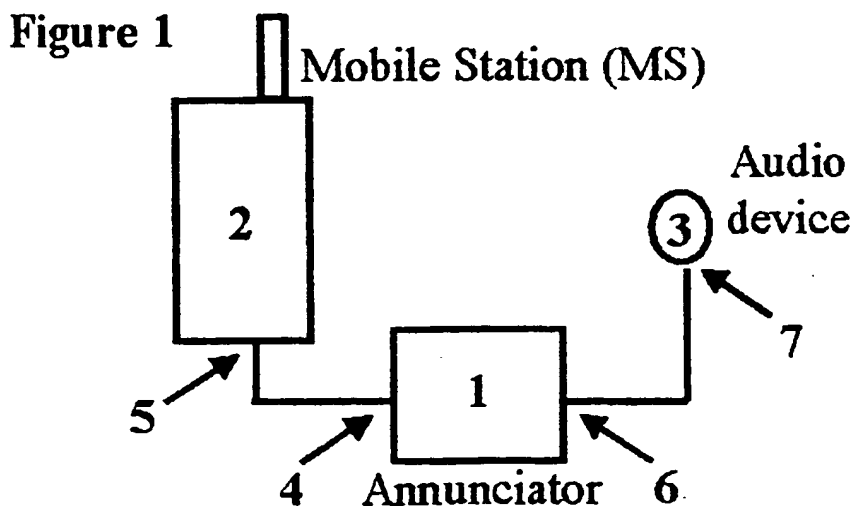 Figure 1
Mobile Station (MS)
Audio
device
2
3
7
1
5
4
Annunciator
6